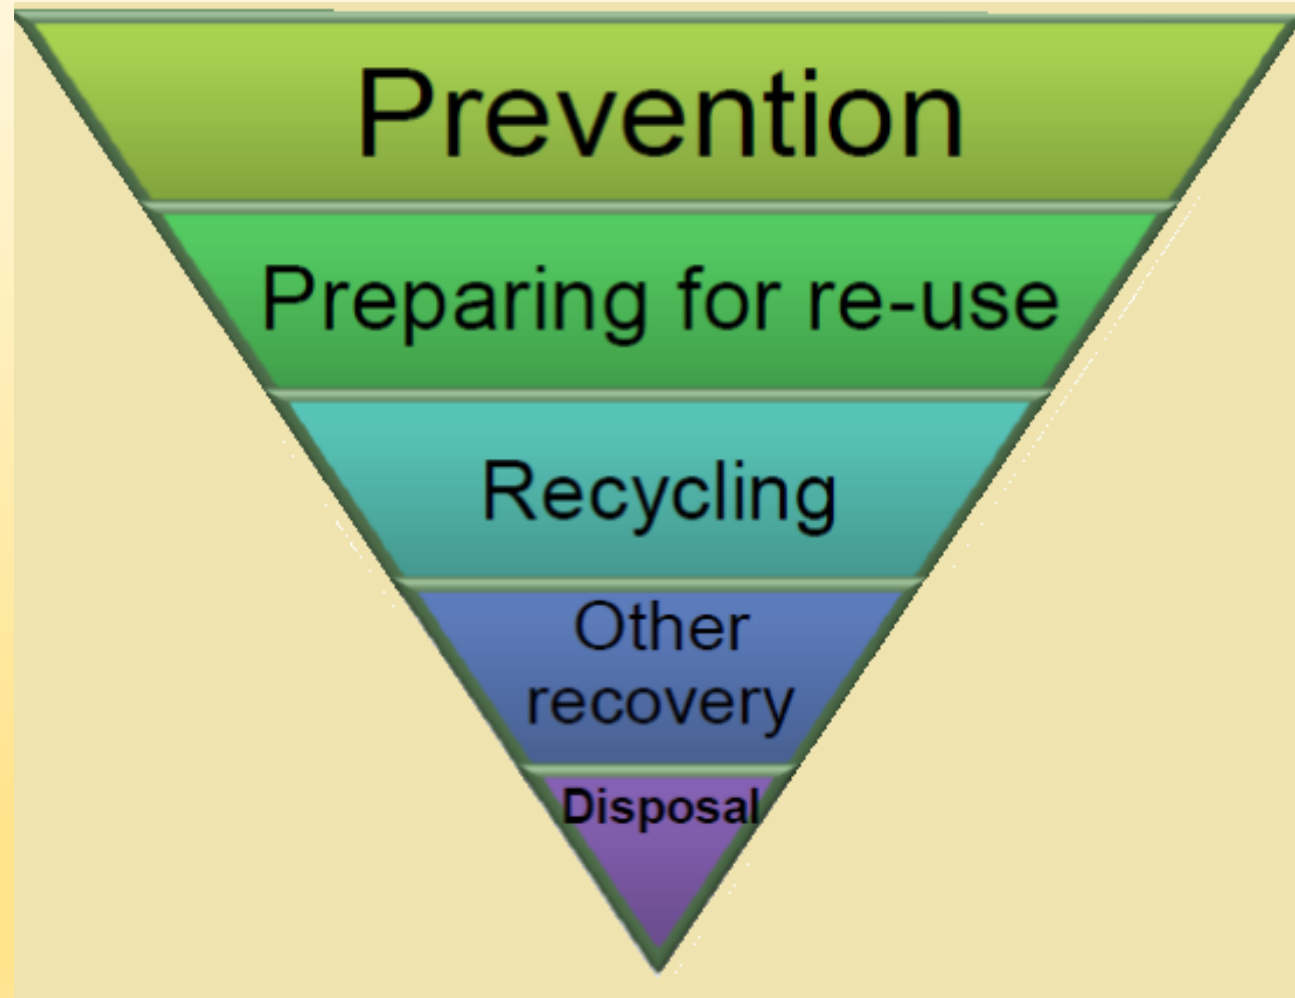 Prevention
Preparing for re-use
Recycling
Other
recovery
Disposal